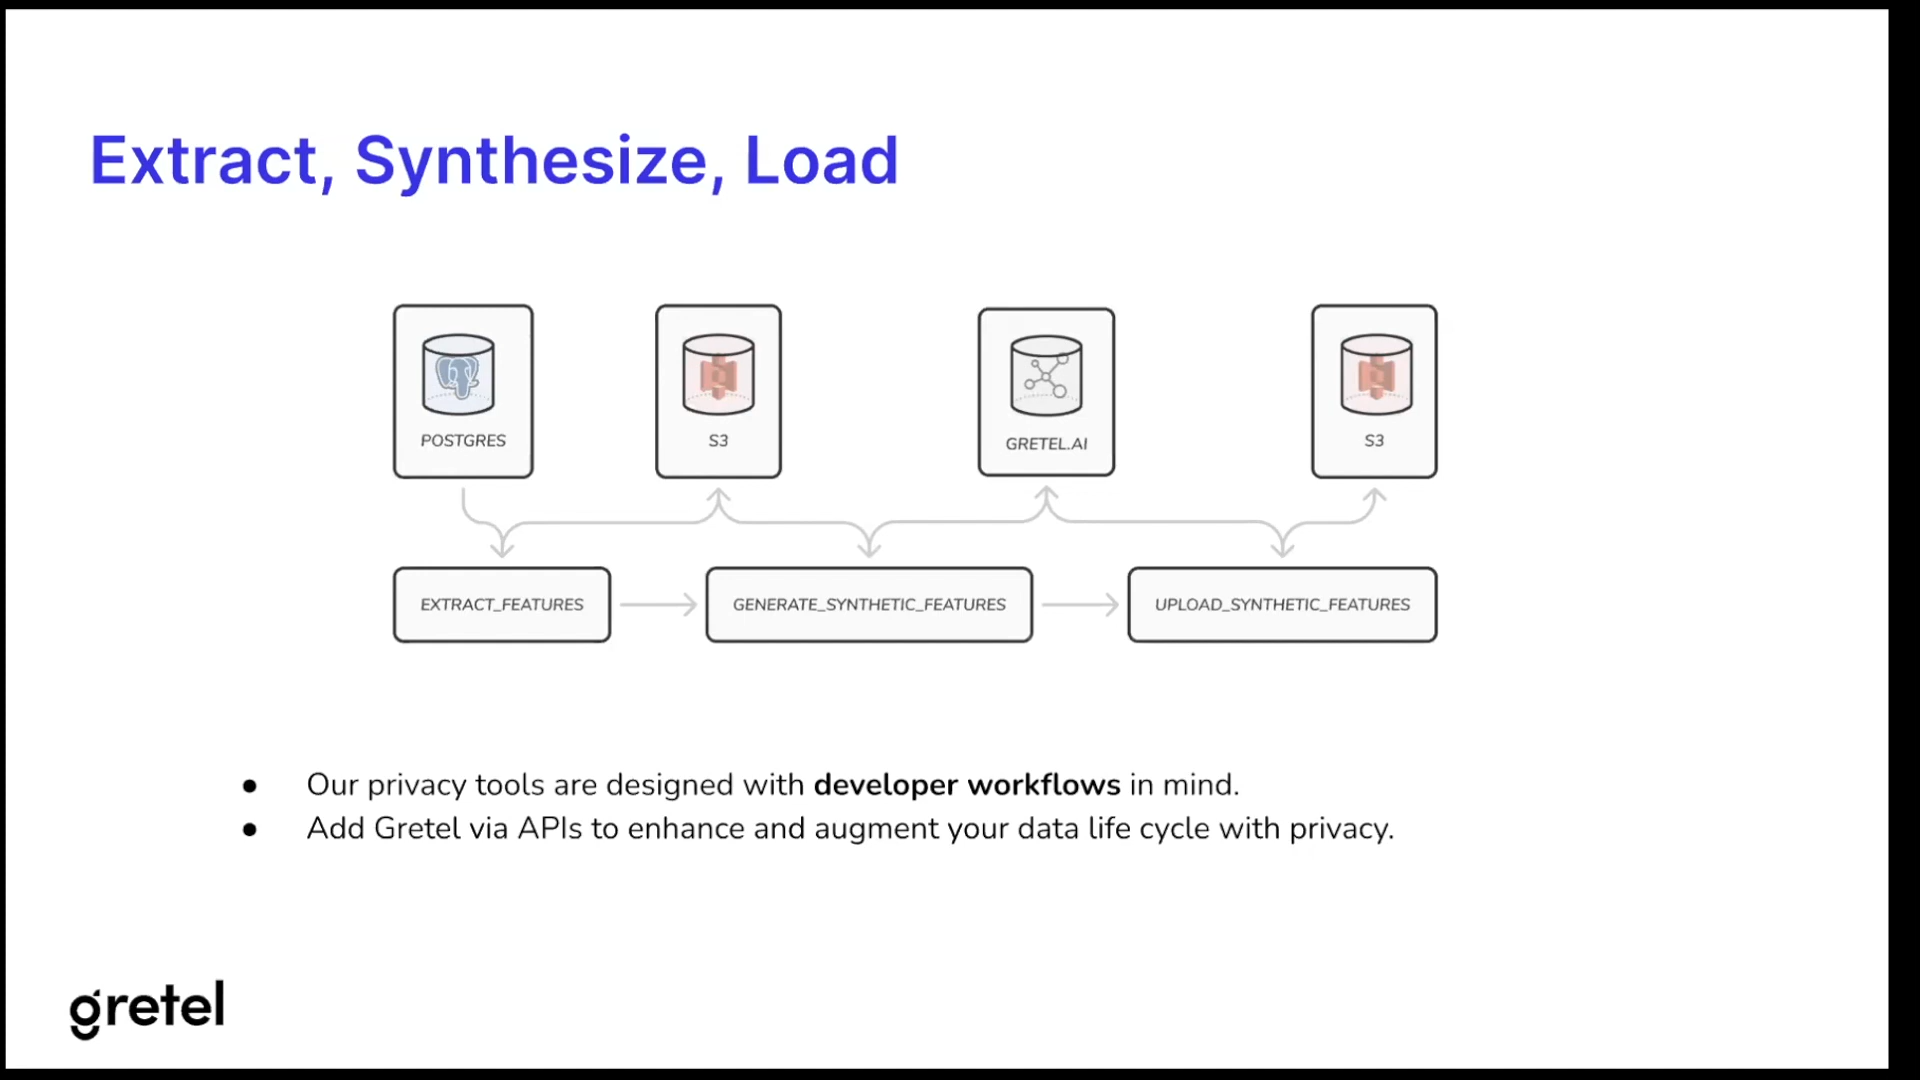 Extract, Synthesize, Load
POSTGRES
S3
GRETEL.AI
S3
EXTRACT_FEATURES
GENERATE_SYNTHETIC_FEATURES
UPLOAD_SYNTHETIC_FEATURES
● Our privacy tools are designed with developer workflows in mind.
● Add Gretel via APIs to enhance and augment your data life cycle with privacy.
gretel